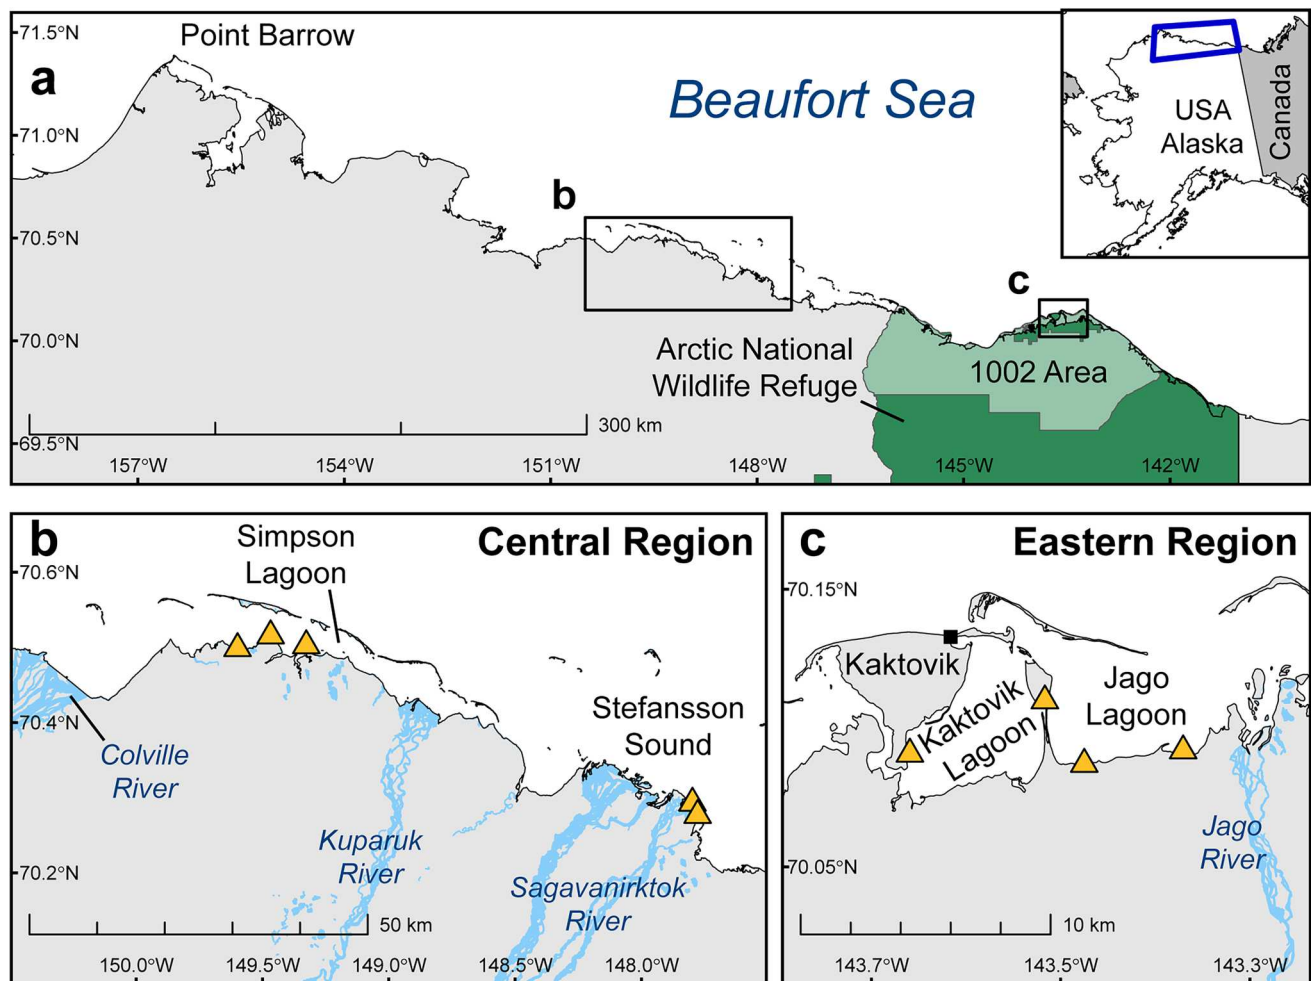 71.5°N
Point Barrow
a
Beaufort Sea
USA
Alaska
Canada
71.0°N
b
70.5°N
c
70.0°N
Arctic National
Wildlife Refuge
1002 Area
300 km
69.5°N
157°W
154°W
151°W
148°W
145°W
142°W
b
Simpson
Lagoon
Central Region
70.6°N
Stefansson
Sound
70.4°N
Colville
River
Kuparuk
River
70.2°N
Sagavanirktok
River
50 km
150.0°W
149.5°W
149.0°W
148.5°W
148.0°W
c
Eastern Region
70.15°N
Kaktovik
Kaktovik
Lagoon
Jago
Lagoon
Jago
River
70.05°N
10 km
143.7°W
143.5°W
143.3°W